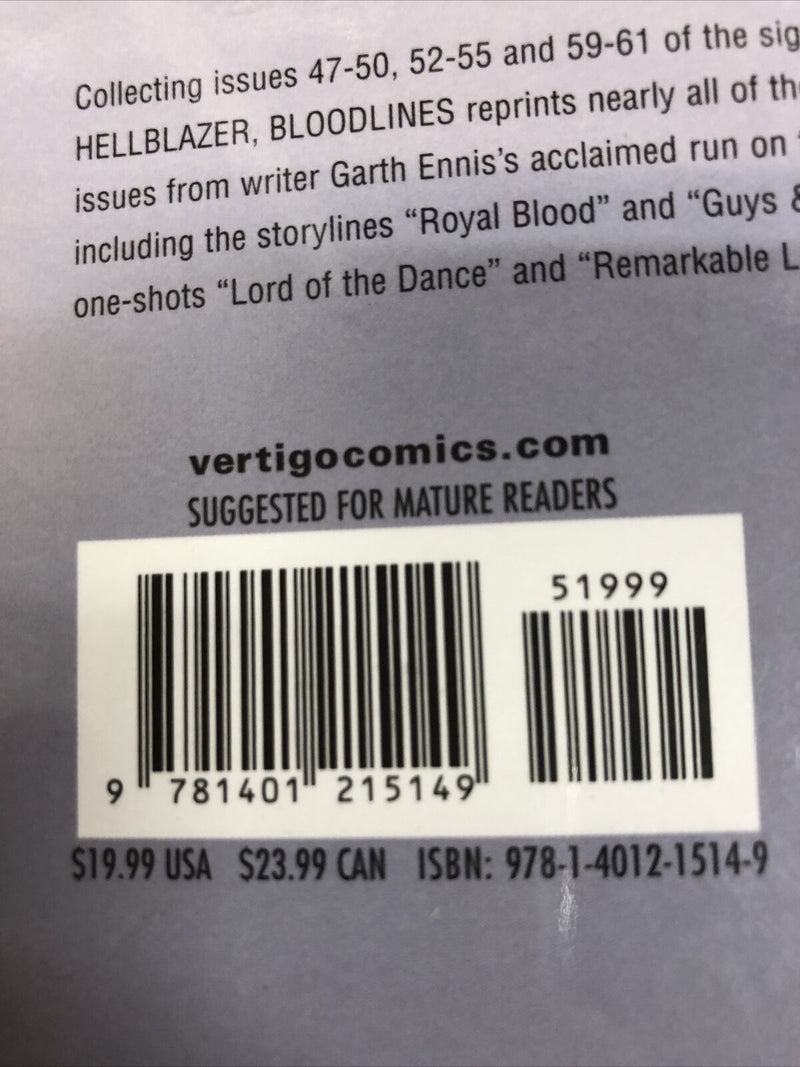 Collecting issues 47-50, 52-55 and 59-61 of the
HELLBLAZER, BLOODLINES reprints nearly all of
issues from writer Garth Ennis's acclaimed run on
including the storylines “Royal Blood” and “Guys &
one-shots “Lord of the Dance” and “Remarkable
vertigocomics.com
SUGGESTED FOR MATURE READERS
51999
9 781401 215149
$19.99 USA $23.99 CAN ISBN: 978-1-4012-1514-9